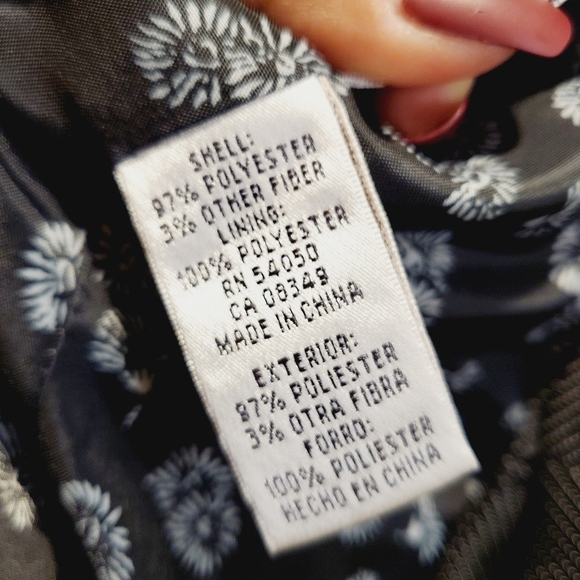 SHELL:
97% POLYESTER
3% OTHER FIBER
LINING:
100% POLYESTER
RN 54050
CA 08349
MADE IN CHINA
EXTERIOR:
97% POLIESTER
3% OTRA FIBRA
FORRO:
100% POLIESTER
HECHO EN CHINA